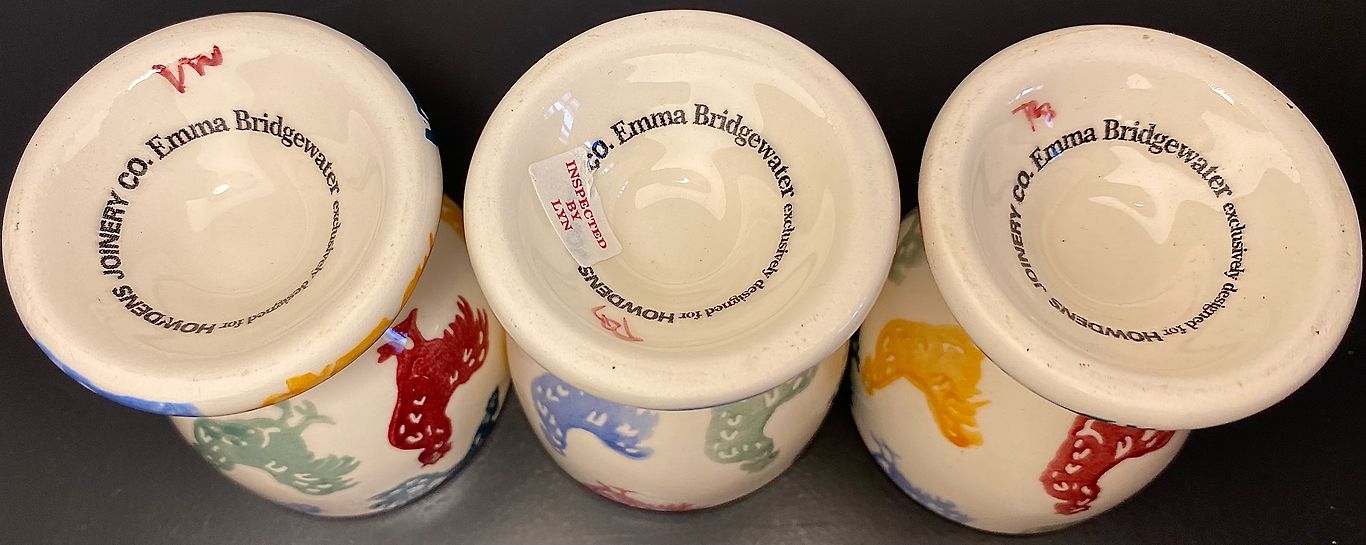 Emma Bridgewater exclusively designed for HOWDENS JOINERY CO.
CO. Emma Bridgewater exclusively designed for HOWDENS
INSPECTED
BY
LYN
Emma Bridgewater exclusively designed for HOWDENS JOINERY CO.